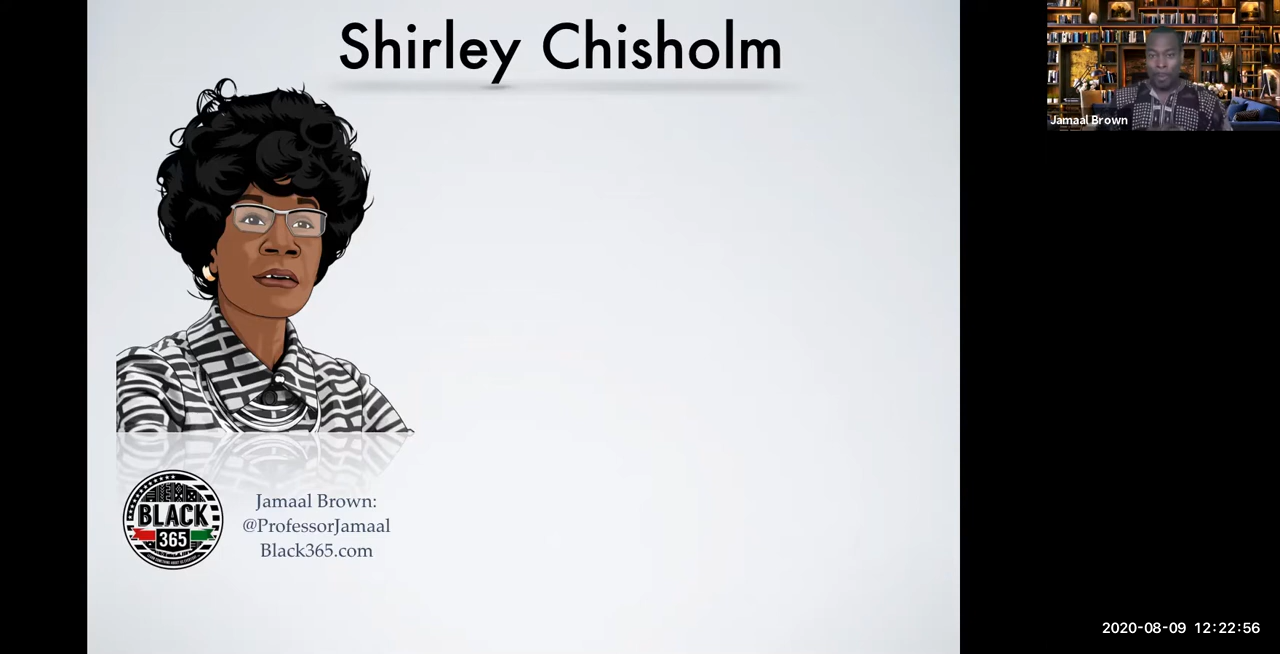 Shirley Chisholm
Jamaal Brown
BLACK
365
Jamaal Brown:
@ProfessorJamaal
Black365.com
2020-08-09 12:22:56